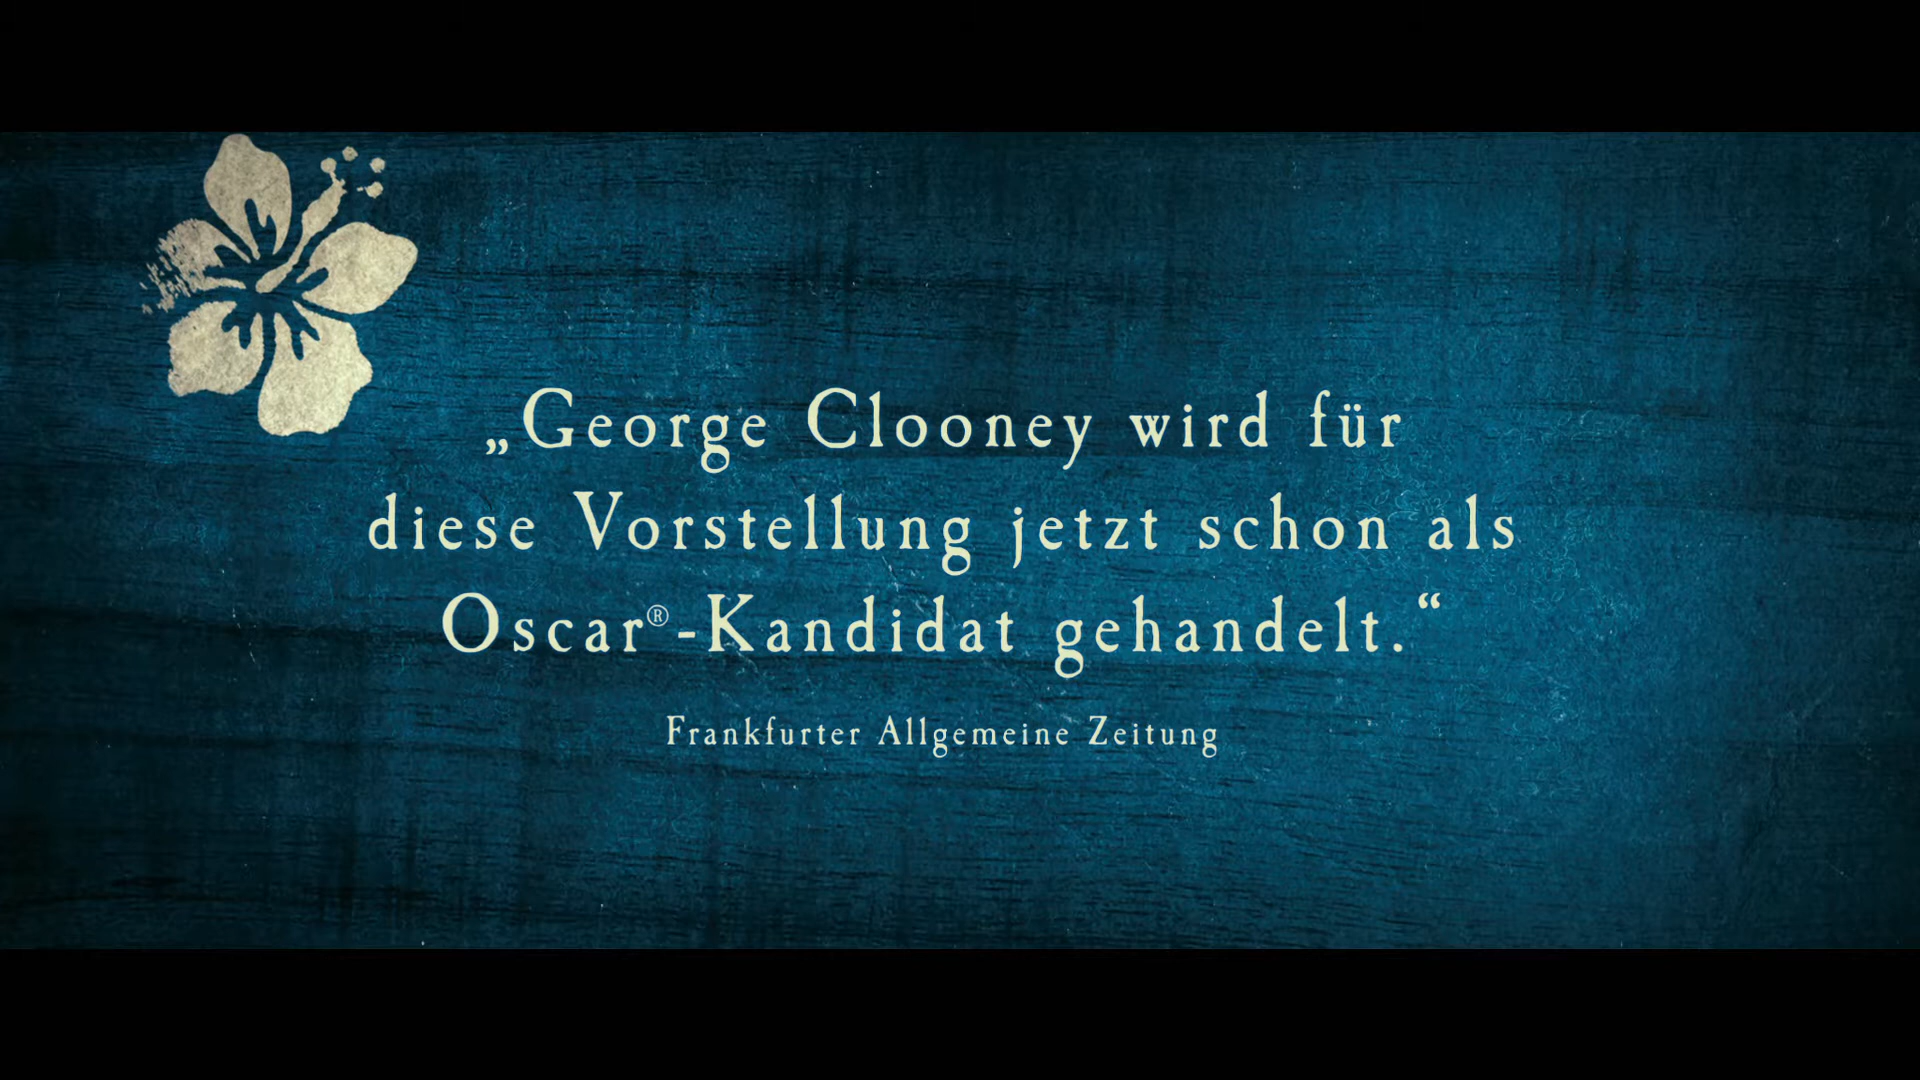 „George Clooney wird für
diese Vorstellung jetzt schon als
Oscar®-Kandidat gehandelt.“
Frankfurter Allgemeine Zeitung